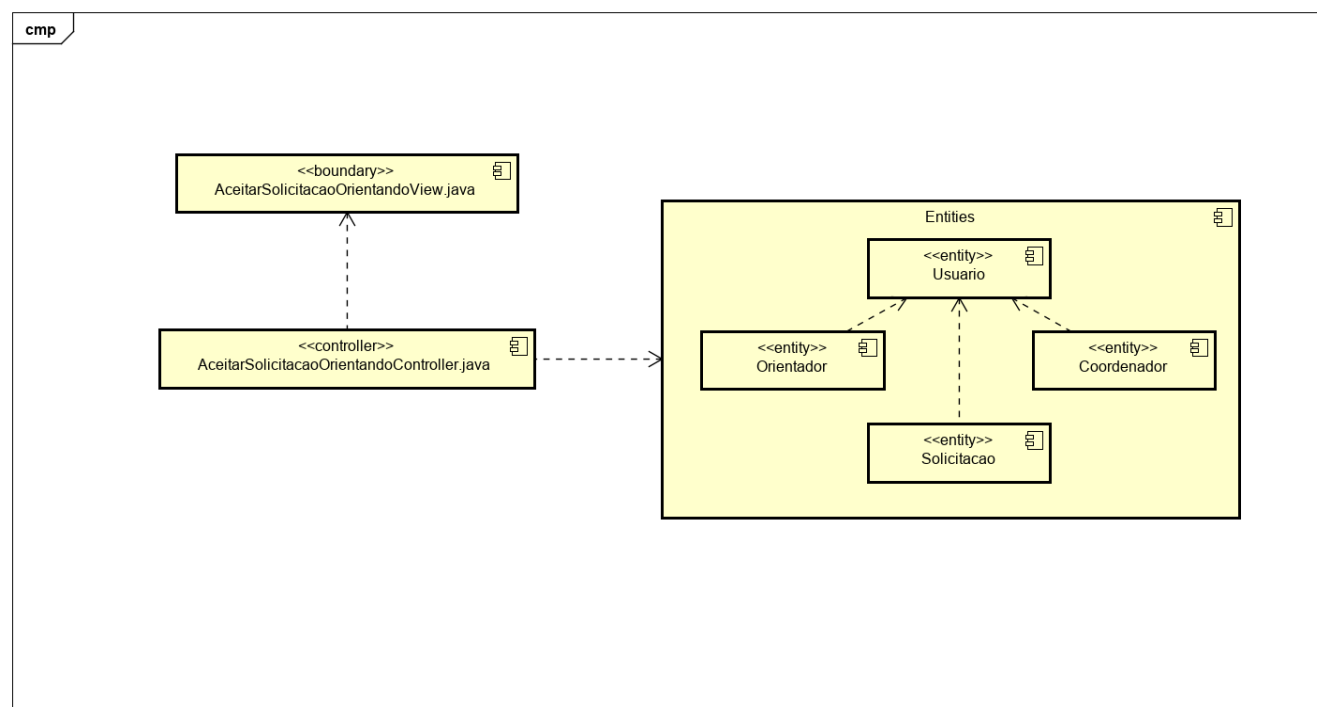 cmp
<<boundary>>
AceitarSolicitacaoOrientandoView.java
<<controller>>
AceitarSolicitacaoOrientandoController.java
Entities
<<entity>>
Usuario
<<entity>>
Orientador
<<entity>>
Coordenador
<<entity>>
Solicitacao